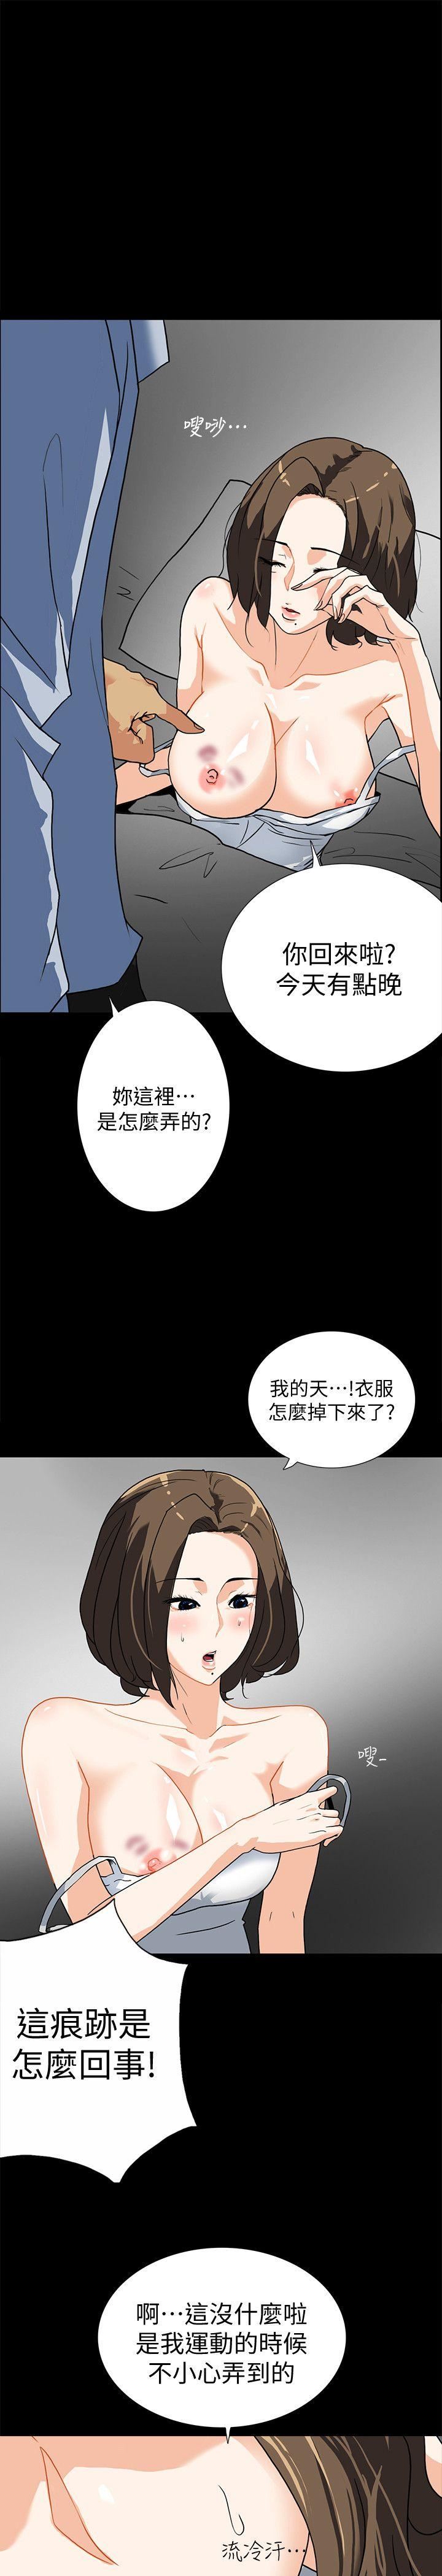 嗖唦⋯
你回來啦?
今天有點晚
妳這裡⋯
是怎麼弄的?
我的天⋯!衣服
怎麼掉下來了?
嗖-
這痕跡是
怎麼回事!
啊⋯這沒什麼啦
是我運動的時候
不小心弄到的
流冷汗⋯